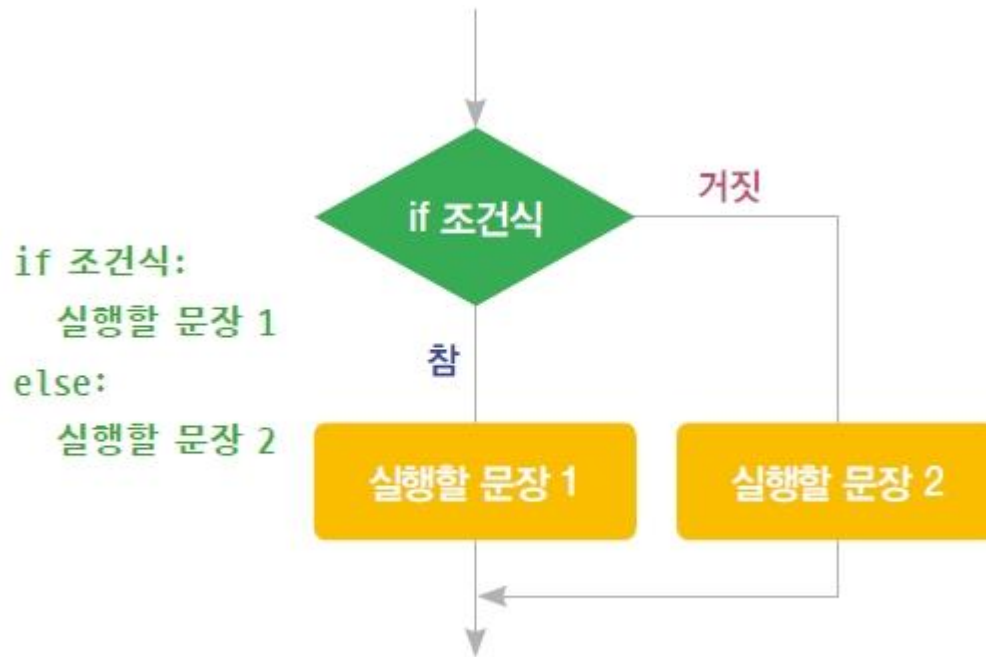 if 조건식:
실행할 문장 1
else:
실행할 문장 2
if 조건식
거짓
참
실행할 문장 1
실행할 문장 2